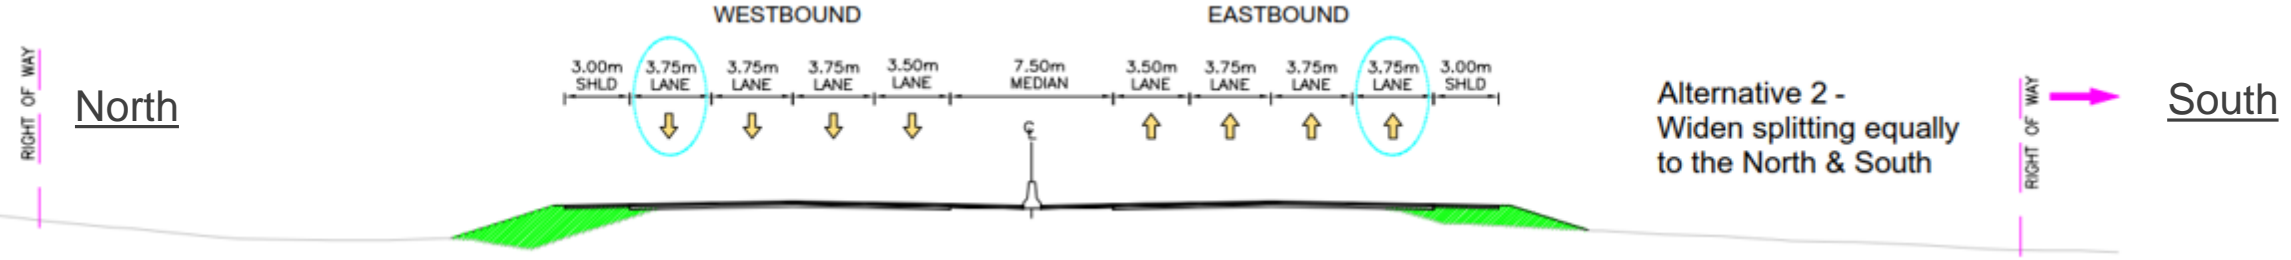 WESTBOUND
EASTBOUND
RIGHT OF WAY
North
3.00m
SHLD
3.75m
LANE
3.75m
LANE
3.75m
LANE
3.50m
LANE
7.50m
MEDIAN
3.50m
LANE
3.75m
LANE
3.75m
LANE
3.75m
LANE
3.00m
SHLD
℄
Alternative 2 -
Widen splitting equally
to the North & South
RIGHT OF WAY
South